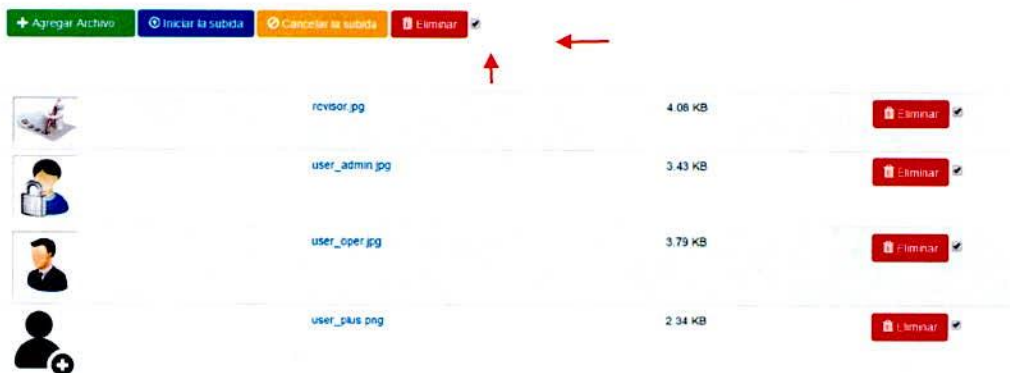 Agregar Archivo Iniciar la subida Cancelar la subida Eliminar
revisor.jpg 4.06 KB Eliminar
user_admin.jpg 3.43 KB Eliminar
user_oper.jpg 3.79 KB Eliminar
user_plus.png 2.34 KB Eliminar